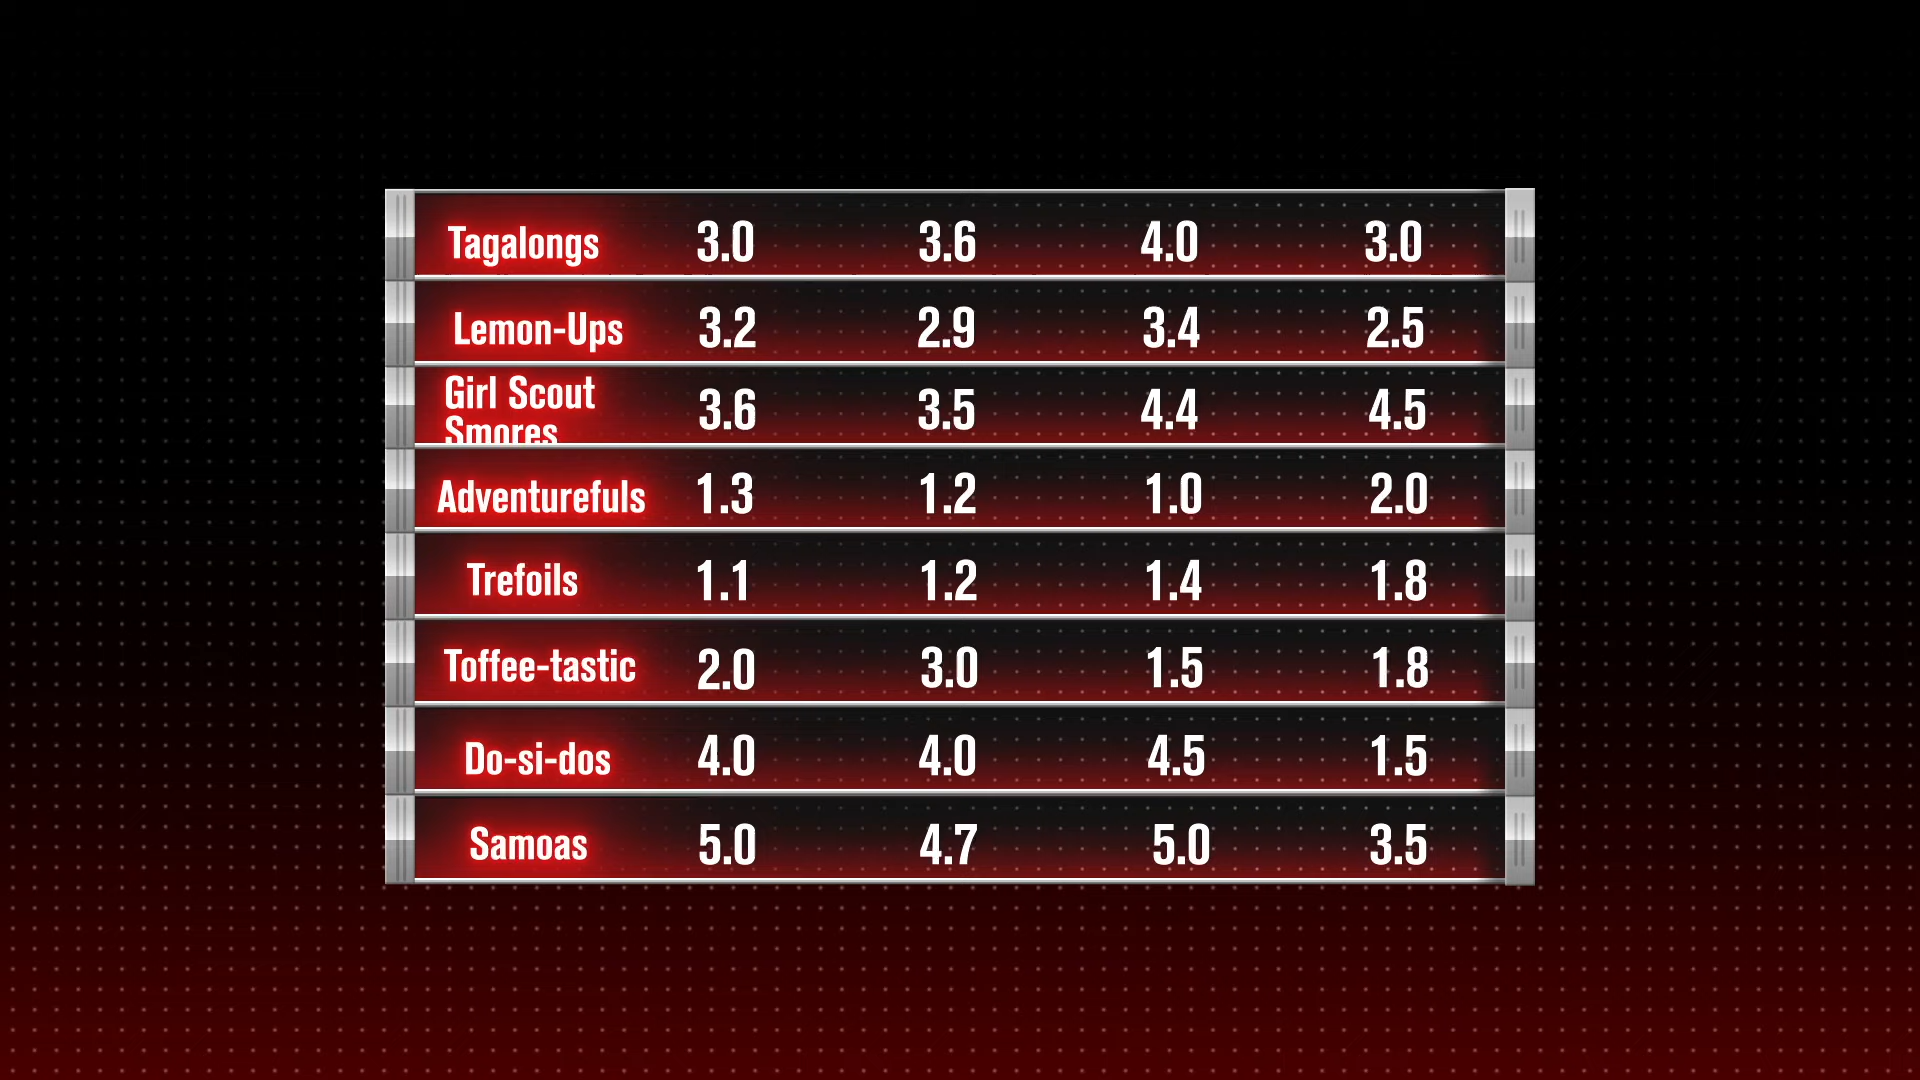 Tagalongs 3.0 3.6 4.0 3.0
Lemon-Ups 3.2 2.9 3.4 2.5
Girl Scout
Smores 3.6 3.5 4.4 4.5
Adventurefuls 1.3 1.2 1.0 2.0
Trefoils 1.1 1.2 1.4 1.8
Toffee-tastic 2.0 3.0 1.5 1.8
Do-si-dos 4.0 4.0 4.5 1.5
Samoas 5.0 4.7 5.0 3.5